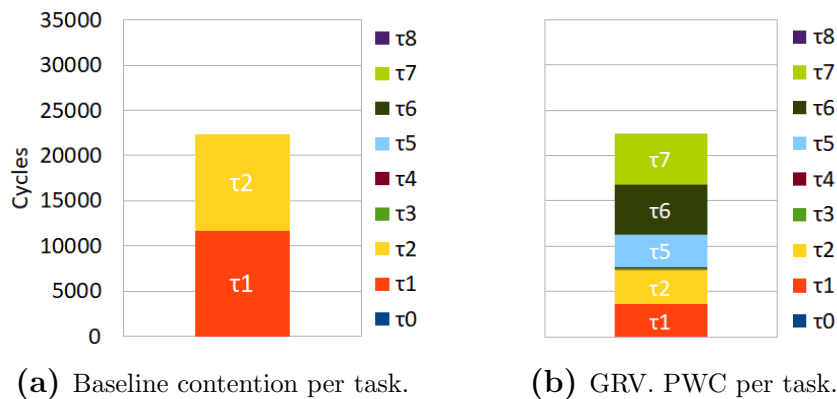 35000
30000
25000
20000
15000
10000
5000
0
Cycles
τ2
τ1
τ8
τ7
τ6
τ5
τ4
τ3
τ2
τ1
τ0
(a) Baseline contention per task.
τ7
τ6
τ5
τ2
τ1
τ8
τ7
τ6
τ5
τ4
τ3
τ2
τ1
τ0
(b) GRV. PWC per task.